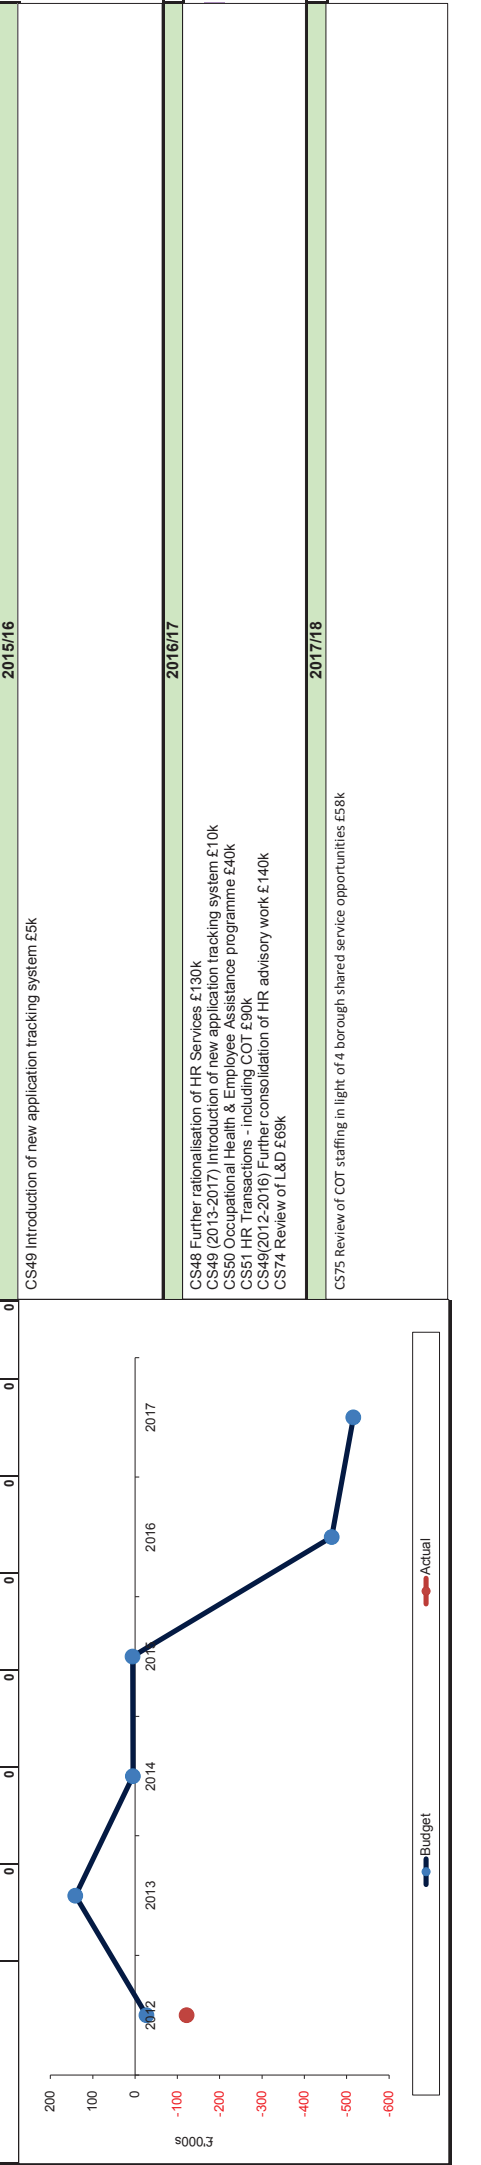 0
0
0
0
0
0
0
200
100
0
-100
-200
-300
-400
-500
-600
£'000s
2012
2013
2014
2015
2016
2017
Budget
Actual
2015/16
CS49 Introduction of new application tracking system £5k
2016/17
CS48 Further rationalisation of HR Services £130k
CS49 (2013-2017) Introduction of new application tracking system £10k
CS50 Occupational Health & Employee Assistance programme £40k
CS51 HR Transactions - including COT £90k
CS49(2012-2016) Further consolidation of HR advisory work £140k
CS74 Review of L&D £69k
2017/18
CS75 Review of COT staffing in light of 4 borough shared service opportunities £58k